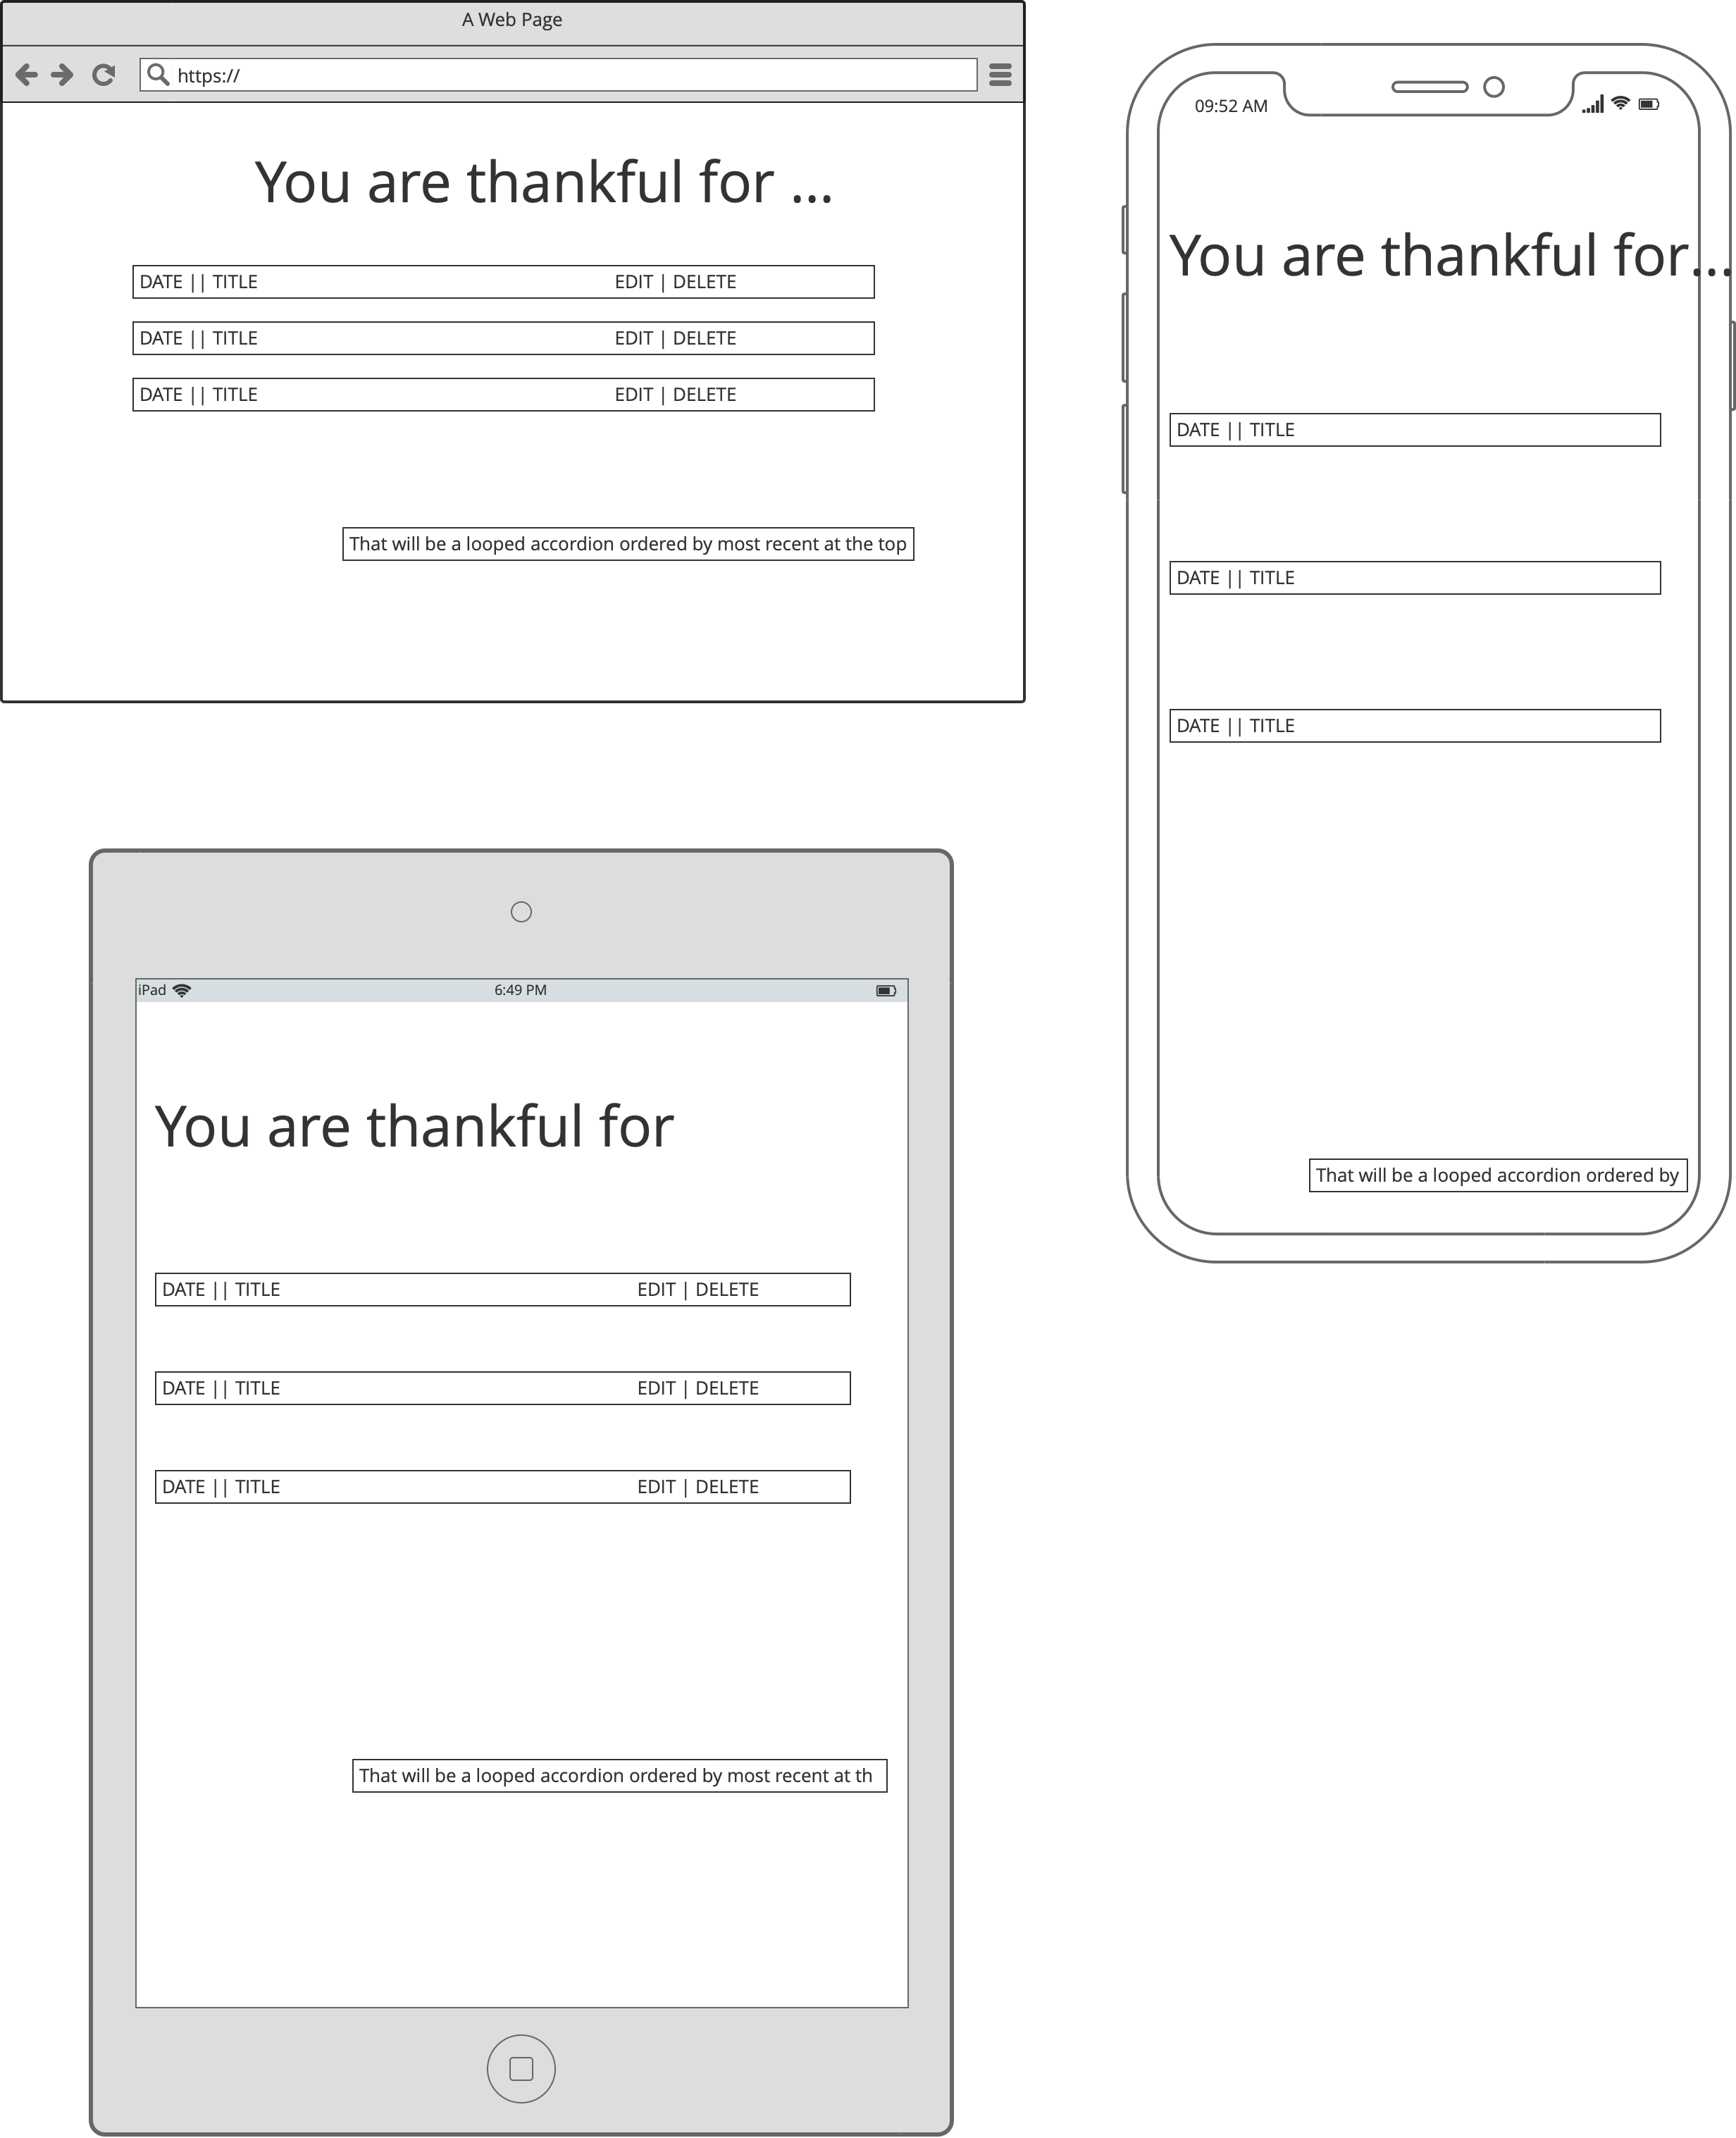 A Web Page
https://
You are thankful for ...
DATE || TITLE EDIT | DELETE
DATE || TITLE EDIT | DELETE
DATE || TITLE EDIT | DELETE
That will be a looped accordion ordered by most recent at the top
09:52 AM
You are thankful for...
DATE || TITLE
DATE || TITLE
DATE || TITLE
That will be a looped accordion ordered by
iPad 6:49 PM
You are thankful for
DATE || TITLE EDIT | DELETE
DATE || TITLE EDIT | DELETE
DATE || TITLE EDIT | DELETE
That will be a looped accordion ordered by most recent at th